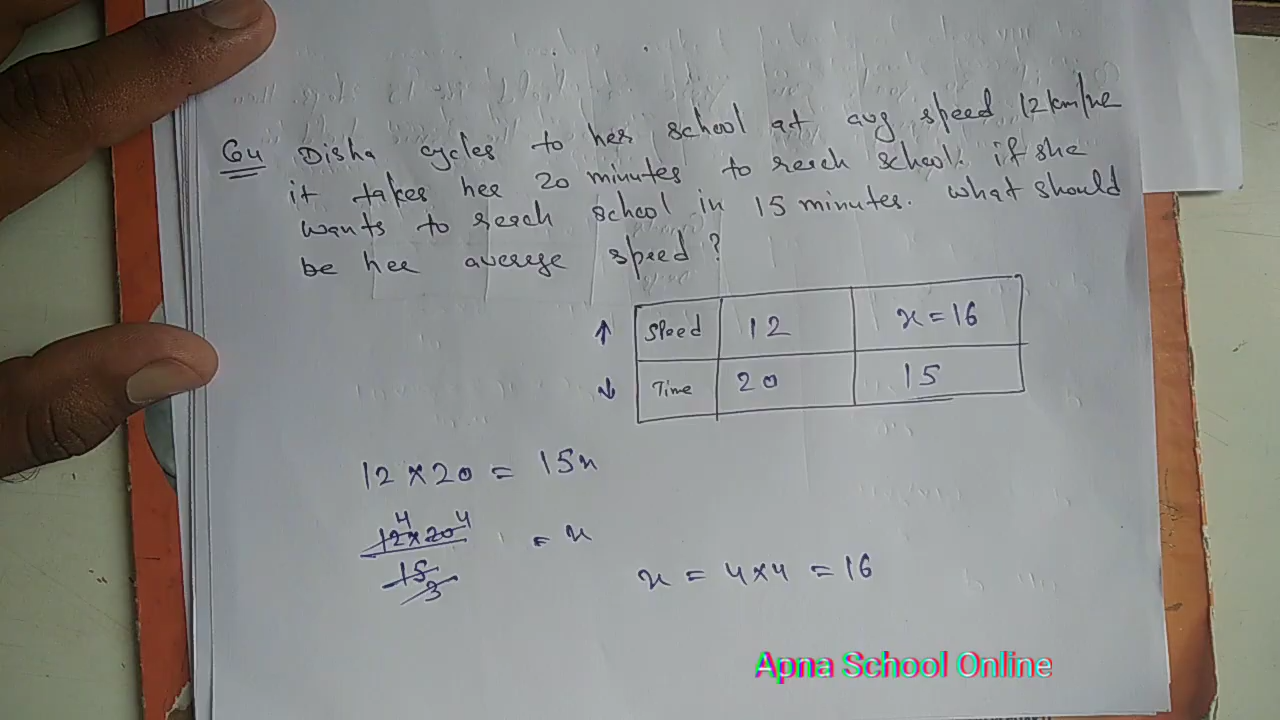 Q4 Disha cycles to her school at avg speed 12km/hr
it takes her 20 minutes to reach school. if she
wants to reach school in 15 minutes. what should
be her average speed?
↑ Speed 12 x = 16
↓ Time 20 15
12 × 20 = 15x
4 4
12 × 20 = x
15
3
x = 4×4 = 16
Apna School Online